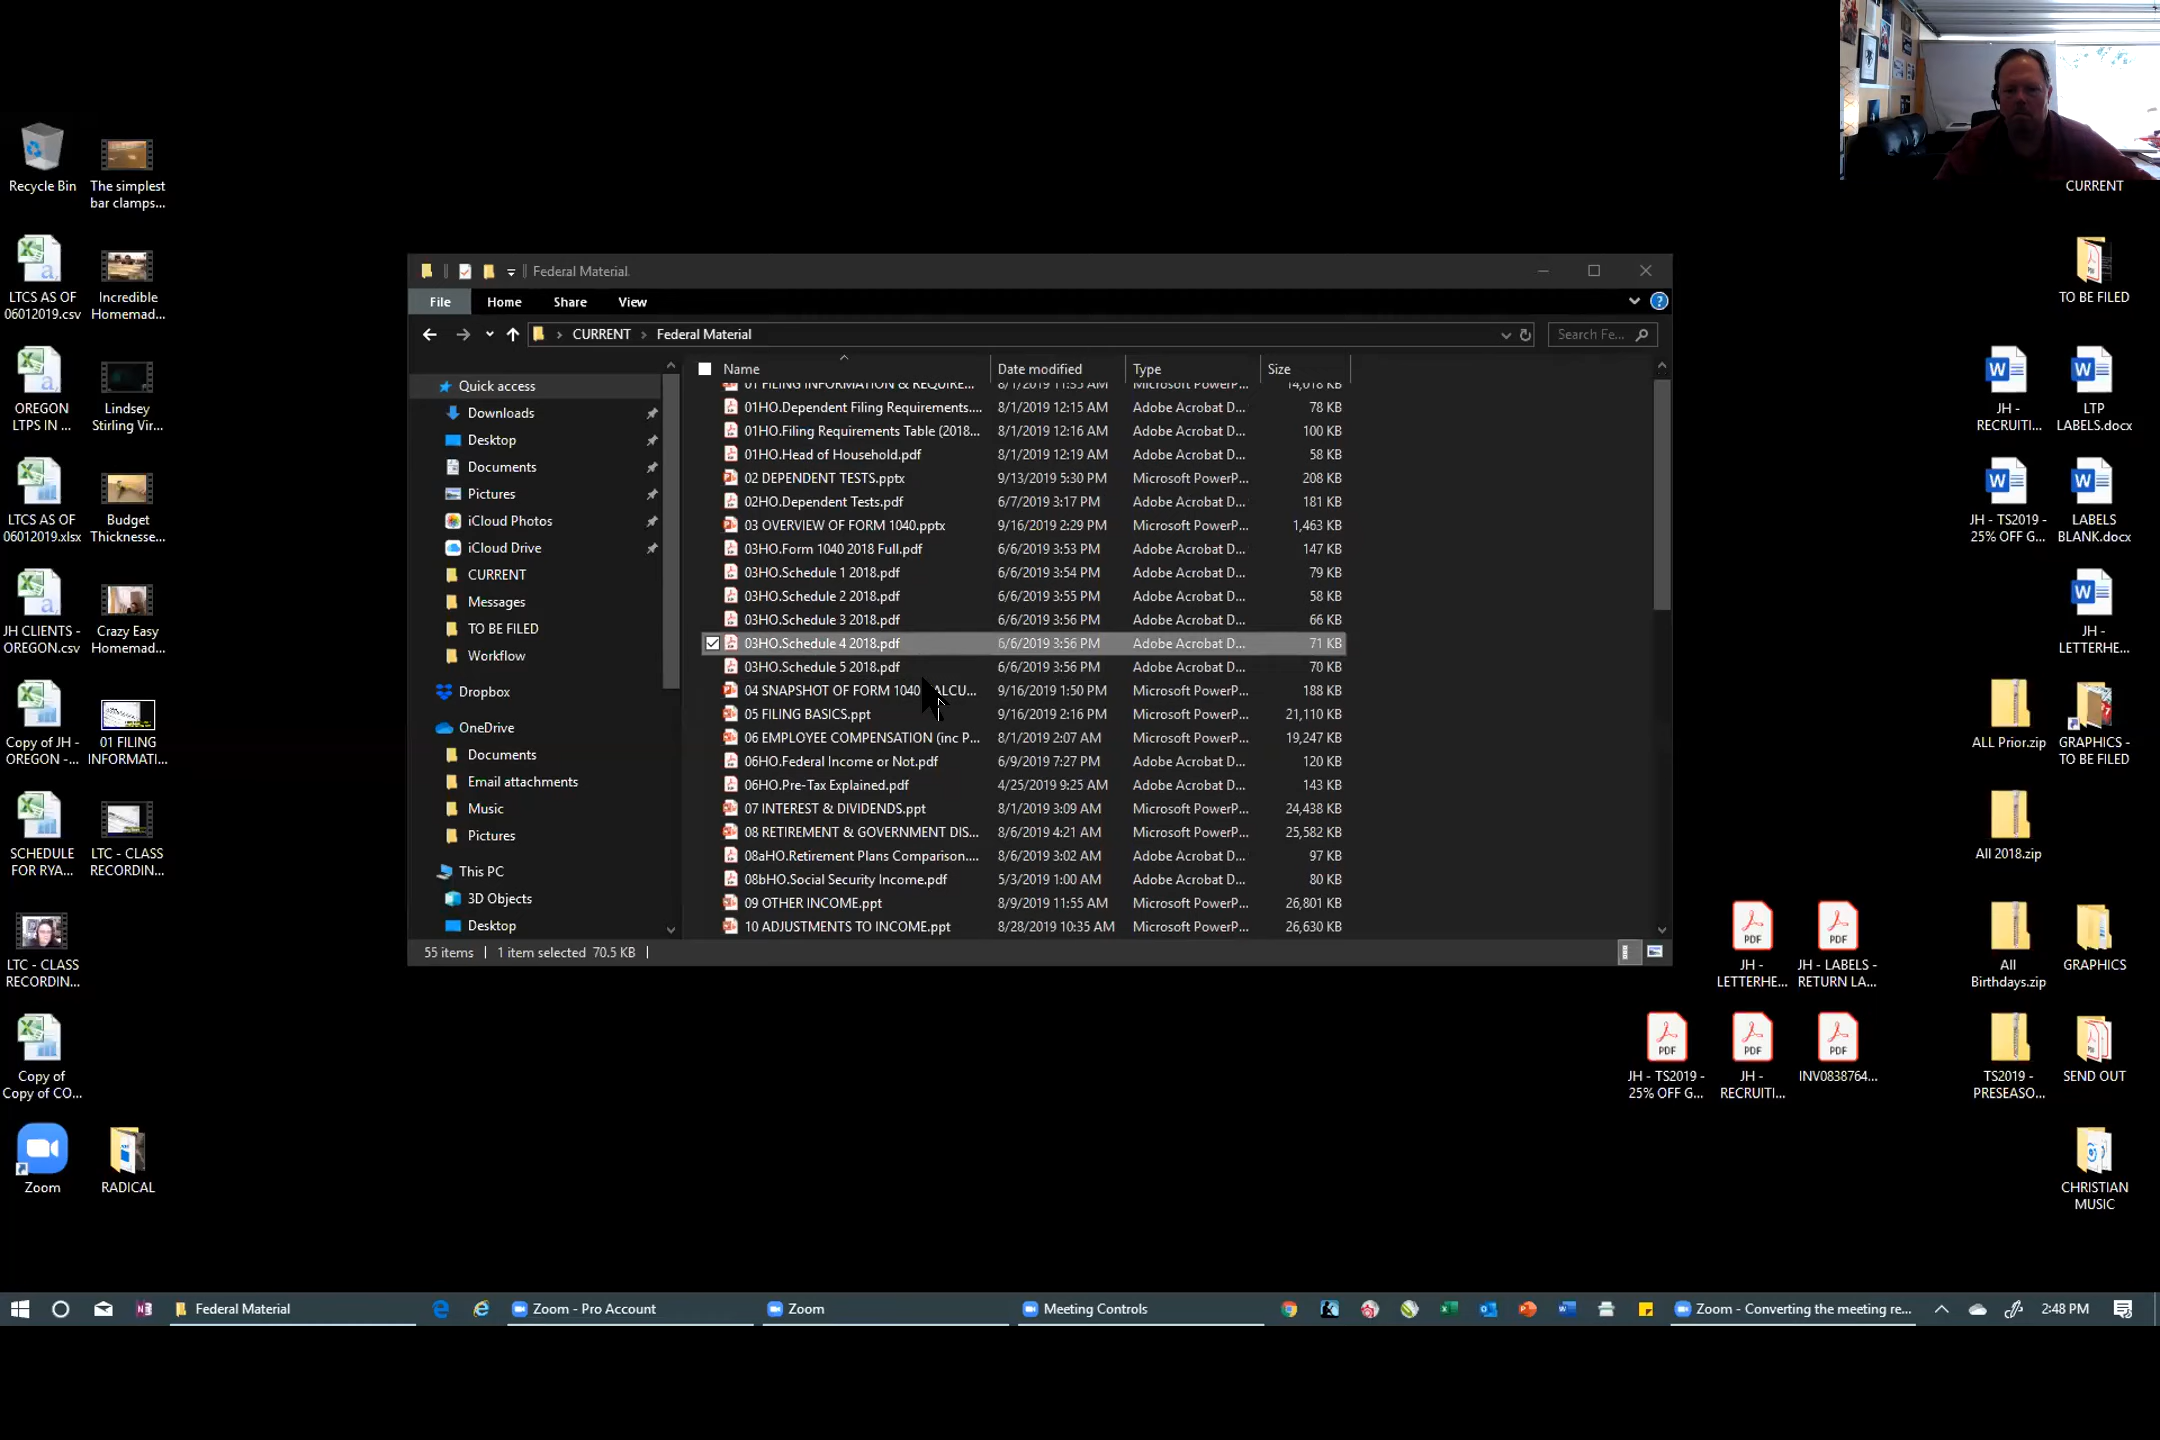 Recycle Bin
The simplest
bar clamps...
LTCS AS OF
06012019.csv
Incredible
Homemad...
OREGON
LTPS IN ...
Lindsey
Stirling Vir...
LTCS AS OF
06012019.xlsx
Budget
Thicknesse...
JH CLIENTS -
OREGON.csv
Crazy Easy
Homemad...
Copy of JH -
OREGON -...
01 FILING
INFORMATI...
SCHEDULE
FOR RYA...
LTC - CLASS
RECORDIN...
LTC - CLASS
RECORDIN...
Copy of
Copy of CO...
Zoom
RADICAL
Federal Material
File Home Share View
CURRENT > Federal Material
Search Fe...
Quick access
Downloads
Desktop
Documents
Pictures
iCloud Photos
iCloud Drive
CURRENT
Messages
TO BE FILED
Workflow
Dropbox
OneDrive
Documents
Email attachments
Music
Pictures
This PC
3D Objects
Desktop
Name Date modified Type Size
01 FILING INFORMATION & REQUIRE... 8/1/2019 11:55 AM Microsoft PowerP... 14,018 KB
01HO.Dependent Filing Requirements.... 8/1/2019 12:15 AM Adobe Acrobat D... 78 KB
01HO.Filing Requirements Table (2018... 8/1/2019 12:16 AM Adobe Acrobat D... 100 KB
01HO.Head of Household.pdf 8/1/2019 12:19 AM Adobe Acrobat D... 58 KB
02 DEPENDENT TESTS.pptx 9/13/2019 5:30 PM Microsoft PowerP... 208 KB
02HO.Dependent Tests.pdf 6/7/2019 3:17 PM Adobe Acrobat D... 181 KB
03 OVERVIEW OF FORM 1040.pptx 9/16/2019 2:29 PM Microsoft PowerP... 1,463 KB
03HO.Form 1040 2018 Full.pdf 6/6/2019 3:53 PM Adobe Acrobat D... 147 KB
03HO.Schedule 1 2018.pdf 6/6/2019 3:54 PM Adobe Acrobat D... 79 KB
03HO.Schedule 2 2018.pdf 6/6/2019 3:55 PM Adobe Acrobat D... 58 KB
03HO.Schedule 3 2018.pdf 6/6/2019 3:56 PM Adobe Acrobat D... 66 KB
03HO.Schedule 4 2018.pdf 6/6/2019 3:56 PM Adobe Acrobat D... 71 KB
03HO.Schedule 5 2018.pdf 6/6/2019 3:56 PM Adobe Acrobat D... 70 KB
04 SNAPSHOT OF FORM 1040 ALCU... 9/16/2019 1:50 PM Microsoft PowerP... 188 KB
05 FILING BASICS.ppt 9/16/2019 2:16 PM Microsoft PowerP... 21,110 KB
06 EMPLOYEE COMPENSATION (inc P... 8/1/2019 2:07 AM Microsoft PowerP... 19,247 KB
06HO.Federal Income or Not.pdf 6/9/2019 7:27 PM Adobe Acrobat D... 120 KB
06HO.Pre-Tax Explained.pdf 4/25/2019 9:25 AM Adobe Acrobat D... 143 KB
07 INTEREST & DIVIDENDS.ppt 8/1/2019 3:09 AM Microsoft PowerP... 24,438 KB
08 RETIREMENT & GOVERNMENT DIS... 8/6/2019 4:21 AM Microsoft PowerP... 25,582 KB
08aHO.Retirement Plans Comparison.... 8/6/2019 3:02 AM Adobe Acrobat D... 97 KB
08bHO.Social Security Income.pdf 5/3/2019 1:00 AM Adobe Acrobat D... 80 KB
09 OTHER INCOME.ppt 8/9/2019 11:55 AM Microsoft PowerP... 26,801 KB
10 ADJUSTMENTS TO INCOME.ppt 8/28/2019 10:35 AM Microsoft PowerP... 26,630 KB
55 items 1 item selected 70.5 KB
CURRENT
TO BE FILED
JH -
RECRUITI...
LTP
LABELS.docx
JH - TS2019 -
25% OFF G...
LABELS
BLANK.docx
JH -
LETTERHE...
ALL Prior.zip
GRAPHICS -
TO BE FILED
All 2018.zip
JH -
LETTERHE...
JH - LABELS -
RETURN LA...
All
Birthdays.zip
GRAPHICS
JH - TS2019 -
25% OFF G...
JH -
RECRUITI...
INV0838764...
TS2019 -
PRESEASO...
SEND OUT
CHRISTIAN
MUSIC
Federal Material
Zoom - Pro Account
Zoom
Meeting Controls
Zoom - Converting the meeting re...
2:48 PM